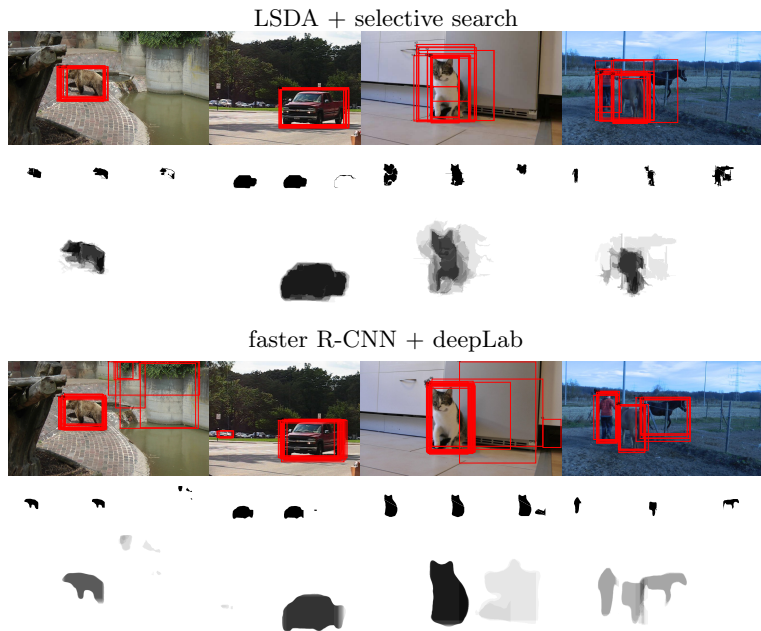 LSDA + selective search
faster R-CNN + deepLab